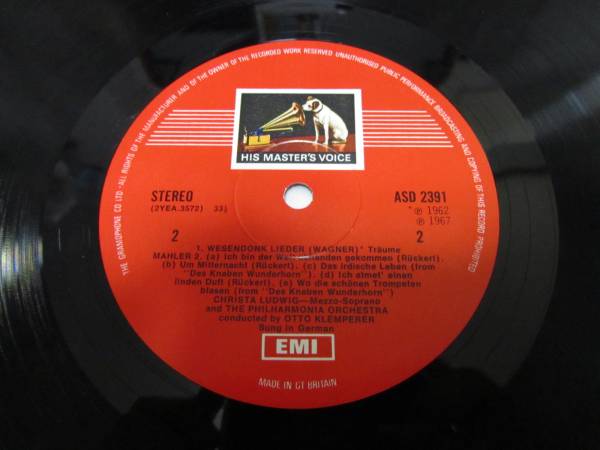 THE GRAMOPHONE CO LTD · ALL RIGHTS OF THE MANUFACTURER AND OF THE OWNER OF THE RECORDED WORK RESERVED UNAUTHORISED PUBLIC PERFORMANCE BROADCASTING AND COPYING OF THIS RECORD PROHIBITED
HIS MASTER'S VOICE
STEREO
(2YEA.3572) 33⅓
ASD 2391
*℗ 1962
℗ 1967
2
2
1. WESENDONK LIEDER (WAGNER)* Träume
MAHLER 2. (a) Ich bin der Welt abhanden gekommen (Rückert).
(b) Um Mitternacht (Rückert). (c) Das irdische Leben (from
"Des Knaben Wunderhorn"). (d) Ich atmet' einen
linden Duft (Rückert). (e) Wo die schönen Trompeten
blasen (from "Des Knaben Wunderhorn")
CHRISTA LUDWIG—Mezzo-Soprano
and THE PHILHARMONIA ORCHESTRA
conducted by OTTO KLEMPERER
Sung in German
EMI
MADE IN GT BRITAIN